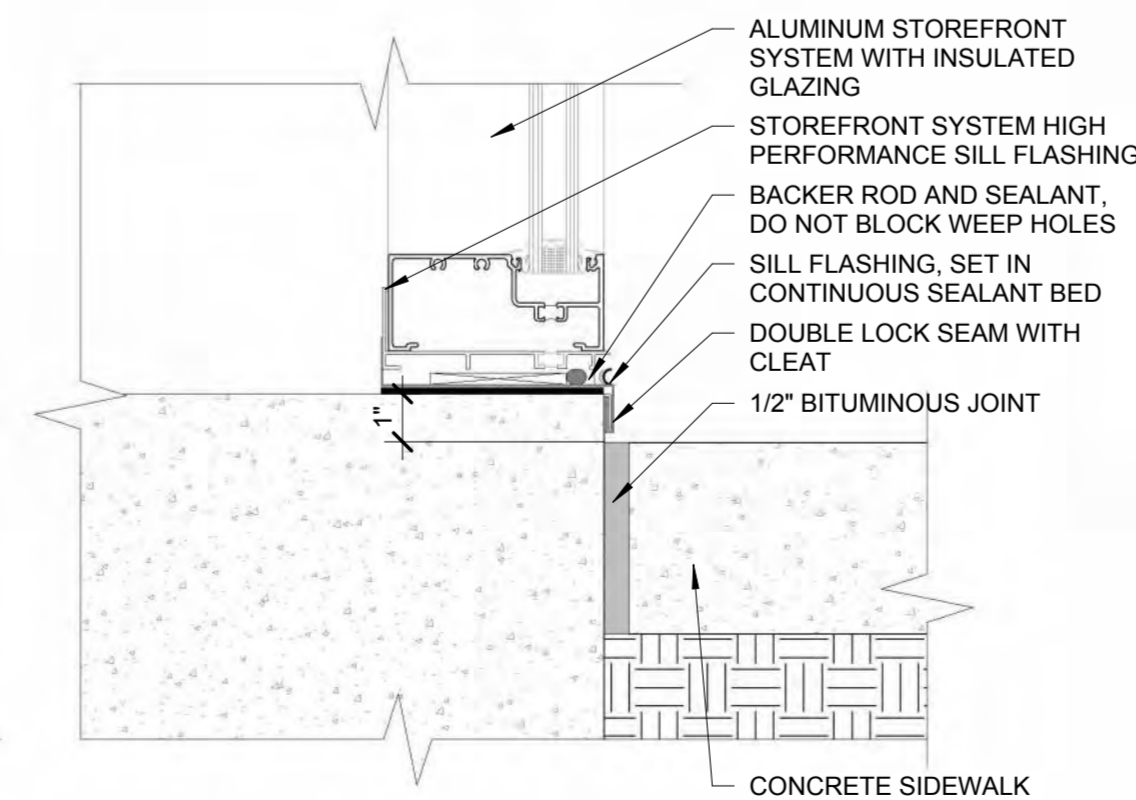 ALUMINUM STOREFRONT
SYSTEM WITH INSULATED
GLAZING
STOREFRONT SYSTEM HIGH
PERFORMANCE SILL FLASHING
BACKER ROD AND SEALANT,
DO NOT BLOCK WEEP HOLES
SILL FLASHING, SET IN
CONTINUOUS SEALANT BED
DOUBLE LOCK SEAM WITH
CLEAT
1/2" BITUMINOUS JOINT
1"
CONCRETE SIDEWALK